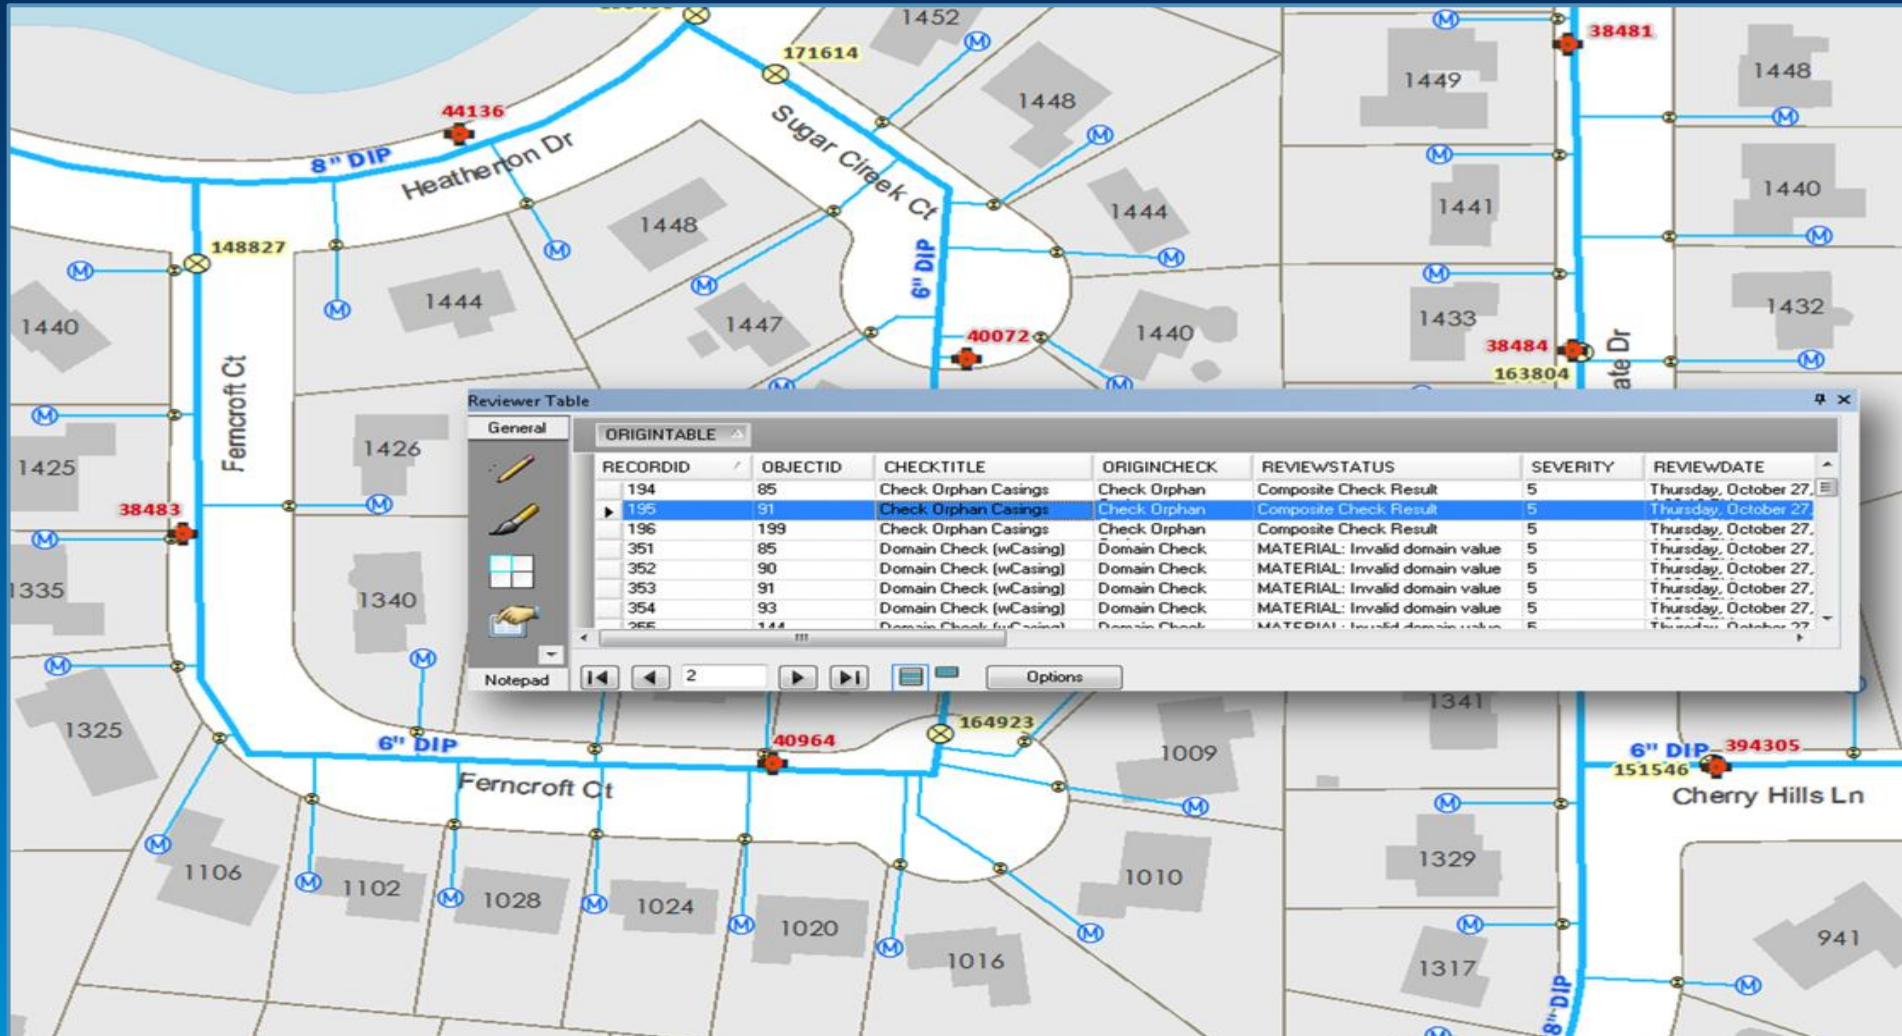 1452
38481
171614
1449
1448
44136
1448
8" DIP
Heatherton Dr
Sugar Cireek Ct
1440
1441
1444
1448
148827
6" DIP
1444
1440
1447
1433
1432
1440
40072
38484
163804
ate Dr
Ferncroft Ct
Reviewer Table
General
ORIGINTABLE
1426
1425
RECORDID OBJECTID CHECKTITLE ORIGINCHECK REVIEWSTATUS SEVERITY REVIEWDATE
194 85 Check Orphan Casings Check Orphan Composite Check Result 5 Thursday, October 27,
195 91 Check Orphan Casings Check Orphan Composite Check Result 5 Thursday, October 27,
196 199 Check Orphan Casings Check Orphan Composite Check Result 5 Thursday, October 27,
351 85 Domain Check (wCasing) Domain Check MATERIAL: Invalid domain value 5 Thursday, October 27,
352 90 Domain Check (wCasing) Domain Check MATERIAL: Invalid domain value 5 Thursday, October 27,
353 91 Domain Check (wCasing) Domain Check MATERIAL: Invalid domain value 5 Thursday, October 27,
354 93 Domain Check (wCasing) Domain Check MATERIAL: Invalid domain value 5 Thursday, October 27,
38483
1335
1340
Notepad
2
Options
1341
1325
164923
6" DIP
40964
1009
6" DIP
394305
151546
Ferncroft Ct
Cherry Hills Ln
1106
1102
1028
1024
1020
1016
1010
1329
941
1317
8" DIP